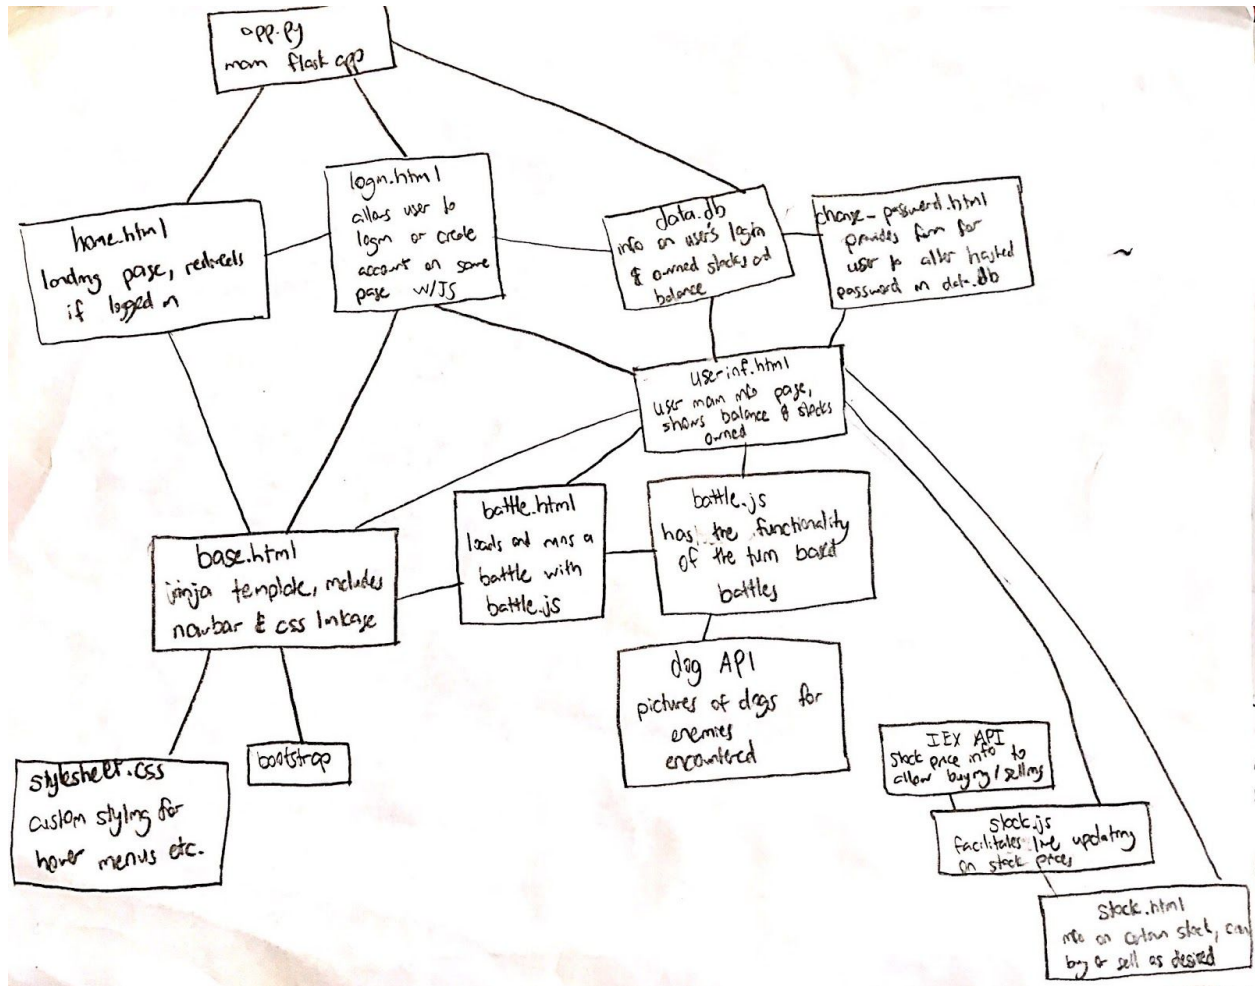 app.py
main flask app
login.html
allows user to
login or create
account on same
page w/JS
home.html
landing page, redirects
if logged in
data.db
info on user's login
& owned stocks and
balance
change-password.html
provides form for
user to alter hashed
password in data.db
userinf.html
user main info page,
shows balance & stocks
owned
battle.html
loads and runs a
battle with
battle.js
battle.js
has the functionality
of the turn based
battles
base.html
jinja template, includes
navbar & css linkage
dog API
pictures of dogs for
enemies
encountered
bootstrap
stylesheet.css
custom styling for
hover menus etc.
IEX API
stock price info to
allow buying/selling
stock.js
facilitates live updating
on stock prices
stock.html
info on certain stock, can
buy or sell as desired